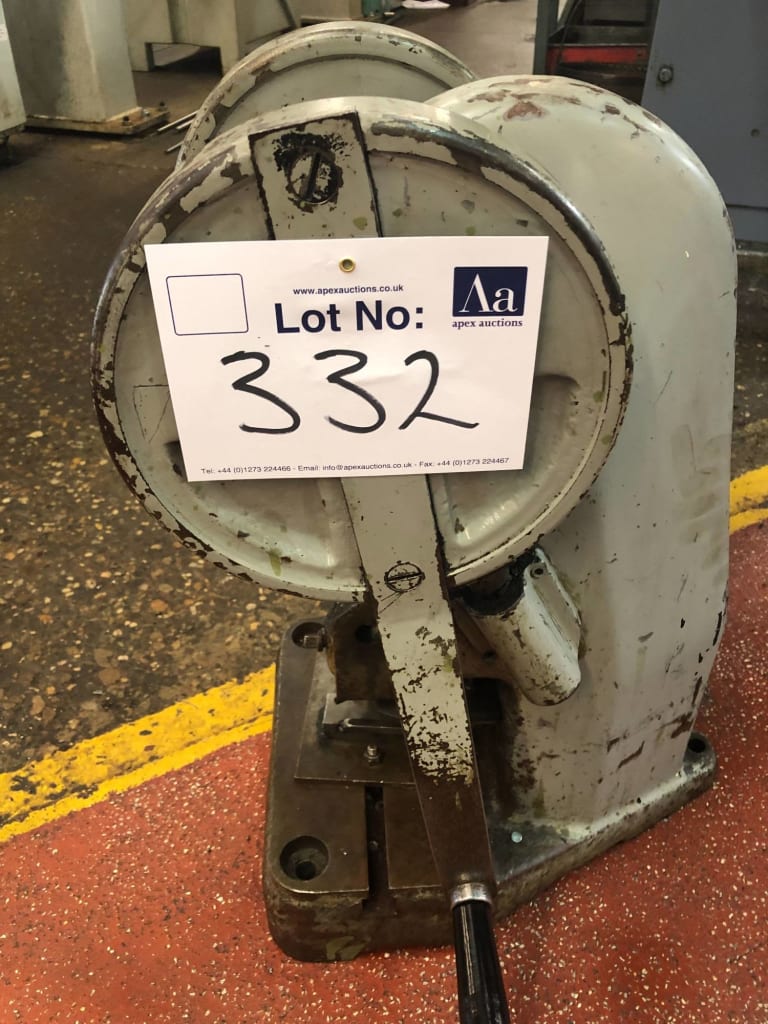 www.apexauctions.co.uk
Lot No:
Aa
apex auctions
332
Tel: +44 (0)1273 224466 - Email: info@apexauctions.co.uk - Fax: +44 (0)1273 224467